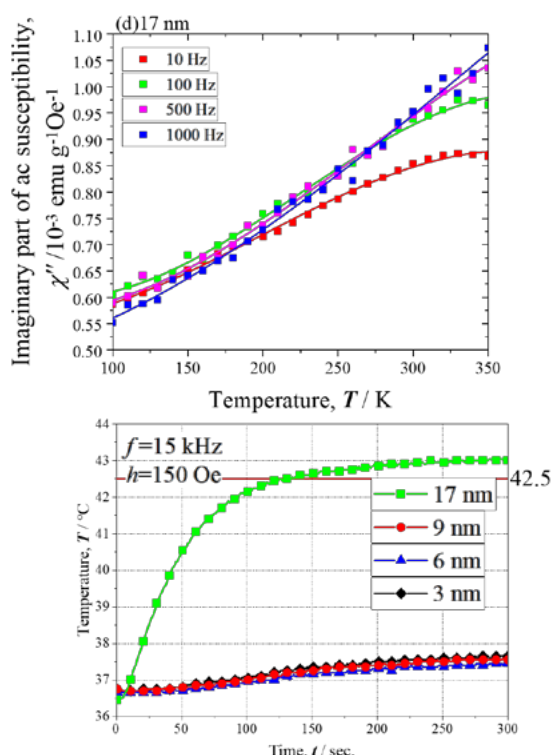 (d)17 nm
Imaginary part of ac susceptibility,
χ''/10⁻³ emu g⁻¹Oe⁻¹
1.10
1.05
1.00
0.95
0.90
0.85
0.80
0.75
0.70
0.65
0.60
0.55
0.50
10 Hz
100 Hz
500 Hz
1000 Hz
100 150 200 250 300 350
Temperature, T / K
44
43
42
41
40
39
38
37
36
Temperature, T / °C
f=15 kHz
h=150 Oe
42.5
17 nm
9 nm
6 nm
3 nm
0 50 100 150 200 250 300
Time, t / sec.